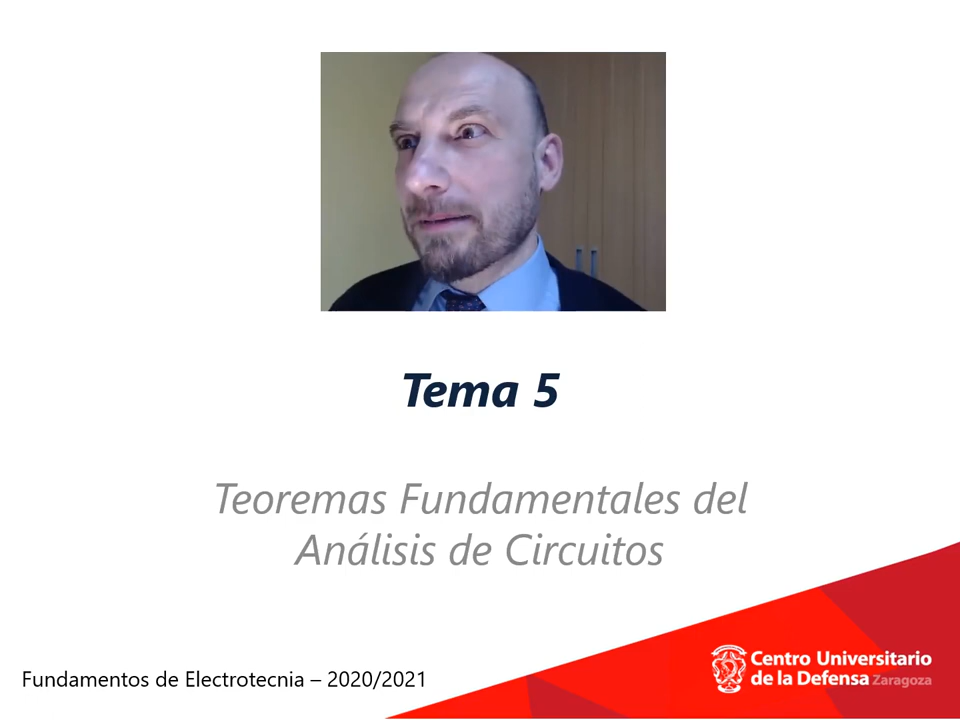 Tema 5
Teoremas Fundamentales del
Análisis de Circuitos
Fundamentos de Electrotecnia – 2020/2021
Centro Universitario
de la Defensa Zaragoza